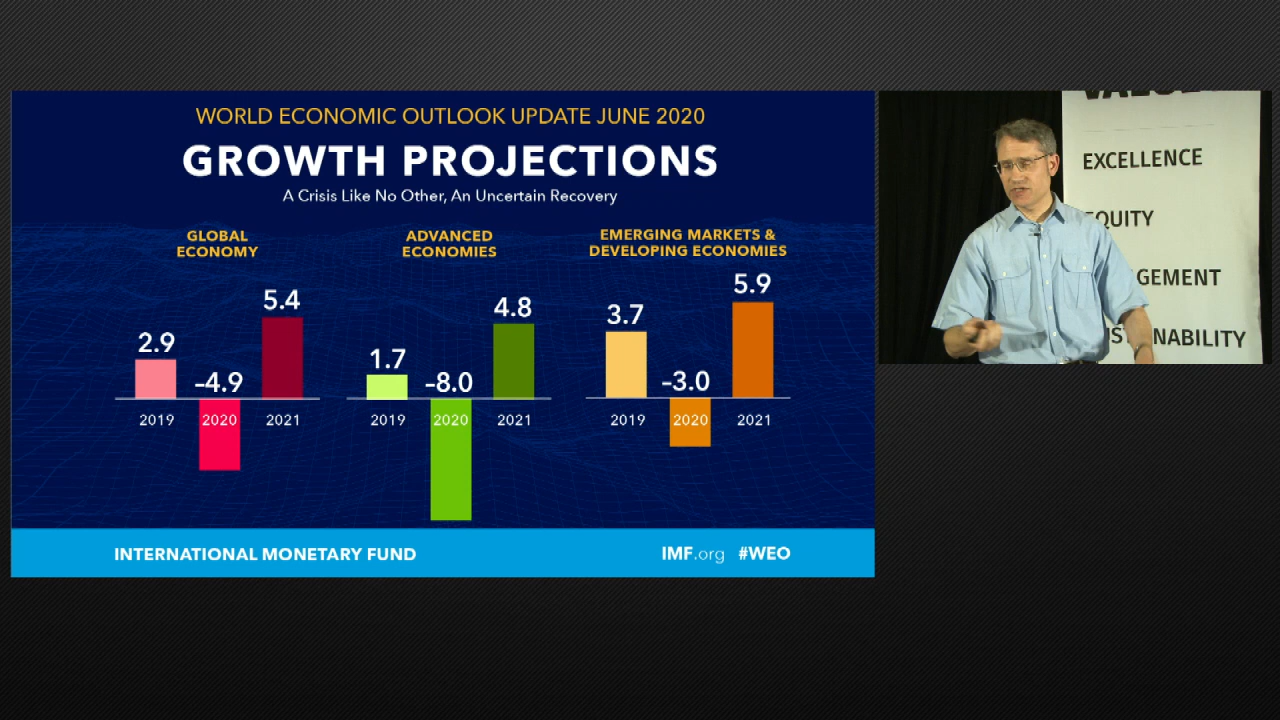 WORLD ECONOMIC OUTLOOK UPDATE JUNE 2020
GROWTH PROJECTIONS
A Crisis Like No Other, An Uncertain Recovery
GLOBAL
ECONOMY
2.9
-4.9
5.4
2019
2020
2021
ADVANCED
ECONOMIES
1.7
-8.0
4.8
2019
2020
2021
EMERGING MARKETS &
DEVELOPING ECONOMIES
3.7
-3.0
5.9
2019
2020
2021
INTERNATIONAL MONETARY FUND
IMF.org #WEO
EXCELLENCE
EQUITY